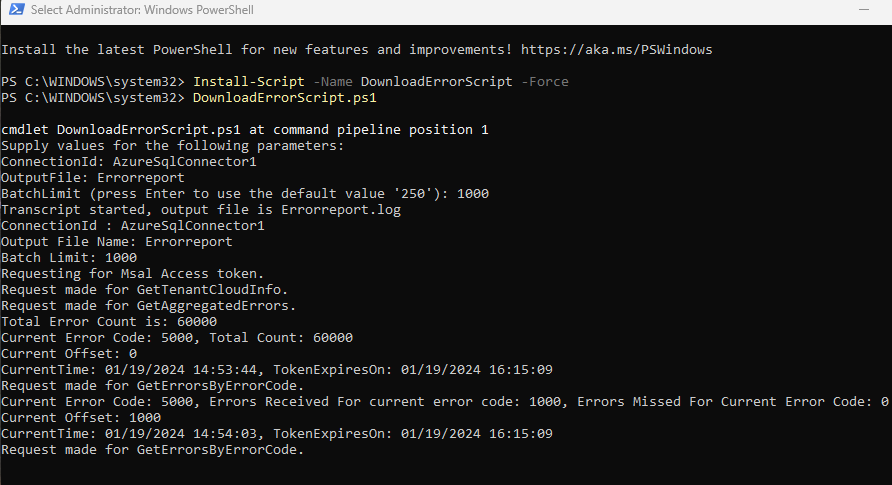 Select Administrator: Windows PowerShell
Install the latest PowerShell for new features and improvements! https://aka.ms/PSWindows
PS C:\WINDOWS\system32> Install-Script -Name DownloadErrorScript -Force
PS C:\WINDOWS\system32> DownloadErrorScript.ps1
cmdlet DownloadErrorScript.ps1 at command pipeline position 1
Supply values for the following parameters:
ConnectionId: AzureSqlConnector1
OutputFile: Errorreport
BatchLimit (press Enter to use the default value '250'): 1000
Transcript started, output file is Errorreport.log
ConnectionId : AzureSqlConnector1
Output File Name: Errorreport
Batch Limit: 1000
Requesting for Msal Access token.
Request made for GetTenantCloudInfo.
Request made for GetAggregatedErrors.
Total Error Count is: 60000
Current Error Code: 5000, Total Count: 60000
Current Offset: 0
CurrentTime: 01/19/2024 14:53:44, TokenExpiresOn: 01/19/2024 16:15:09
Request made for GetErrorsByErrorCode.
Current Error Code: 5000, Errors Received For current error code: 1000, Errors Missed For Current Error Code: 0
Current Offset: 1000
CurrentTime: 01/19/2024 14:54:03, TokenExpiresOn: 01/19/2024 16:15:09
Request made for GetErrorsByErrorCode.